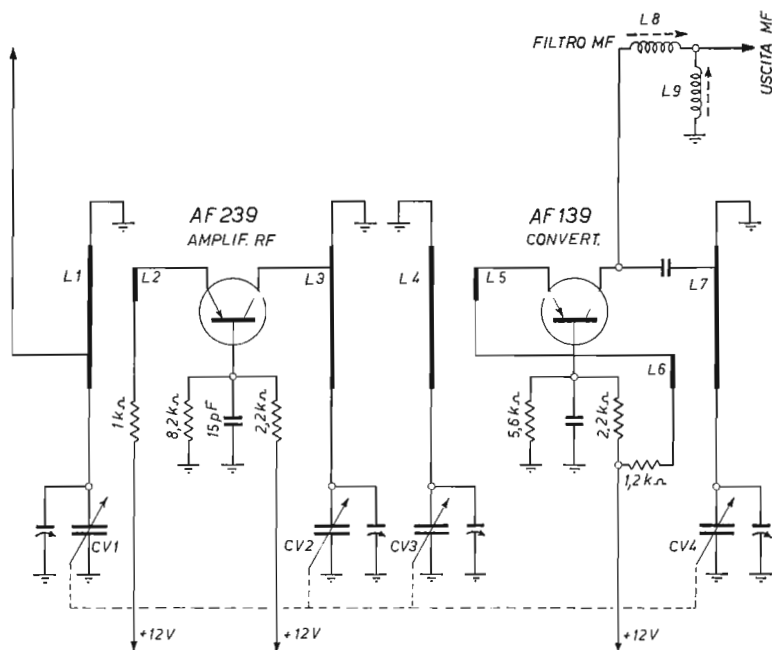 L8
FILTRO MF
USCITA MF
L9
AF 239
AMPLIF. RF
AF 139
CONVERT.
L1
L2
L3
L4
L5
L7
L6
1kΩ
8,2kΩ
15pF
2,2kΩ
5,6kΩ
2,2kΩ
1,2kΩ
CV1
CV2
CV3
CV4
+12V
+12V
+12V